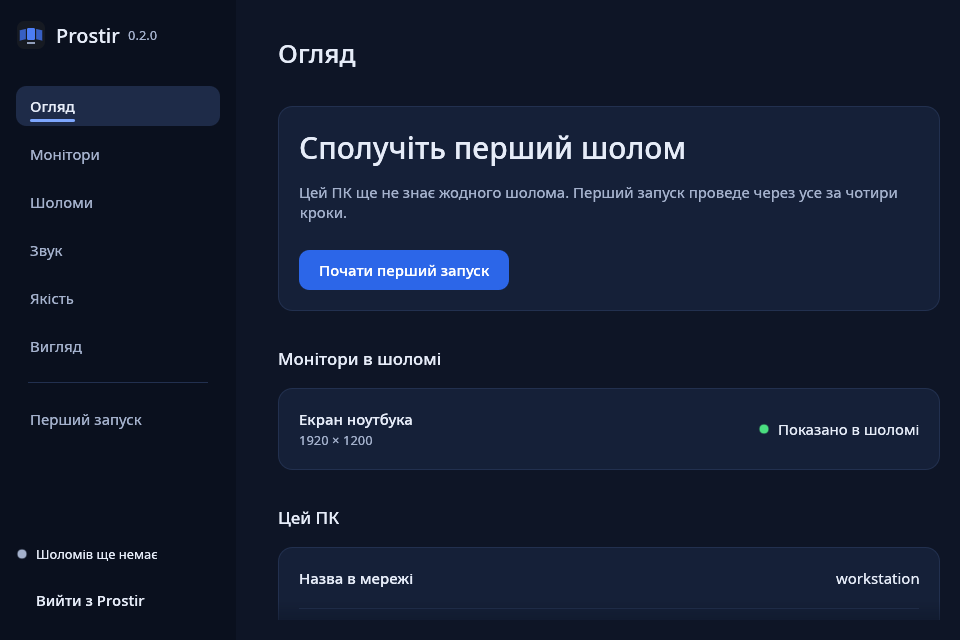 Prostir 0.2.0
Огляд
Монітори
Шоломи
Звук
Якість
Вигляд
Перший запуск
Шоломів ще немає
Вийти з Prostir
Огляд
Сполучіть перший шолом
Цей ПК ще не знає жодного шолома. Перший запуск проведе через усе за чотири
кроки.
Почати перший запуск
Монітори в шоломі
Екран ноутбука
1920 × 1200
Показано в шоломі
Цей ПК
Назва в мережі
workstation